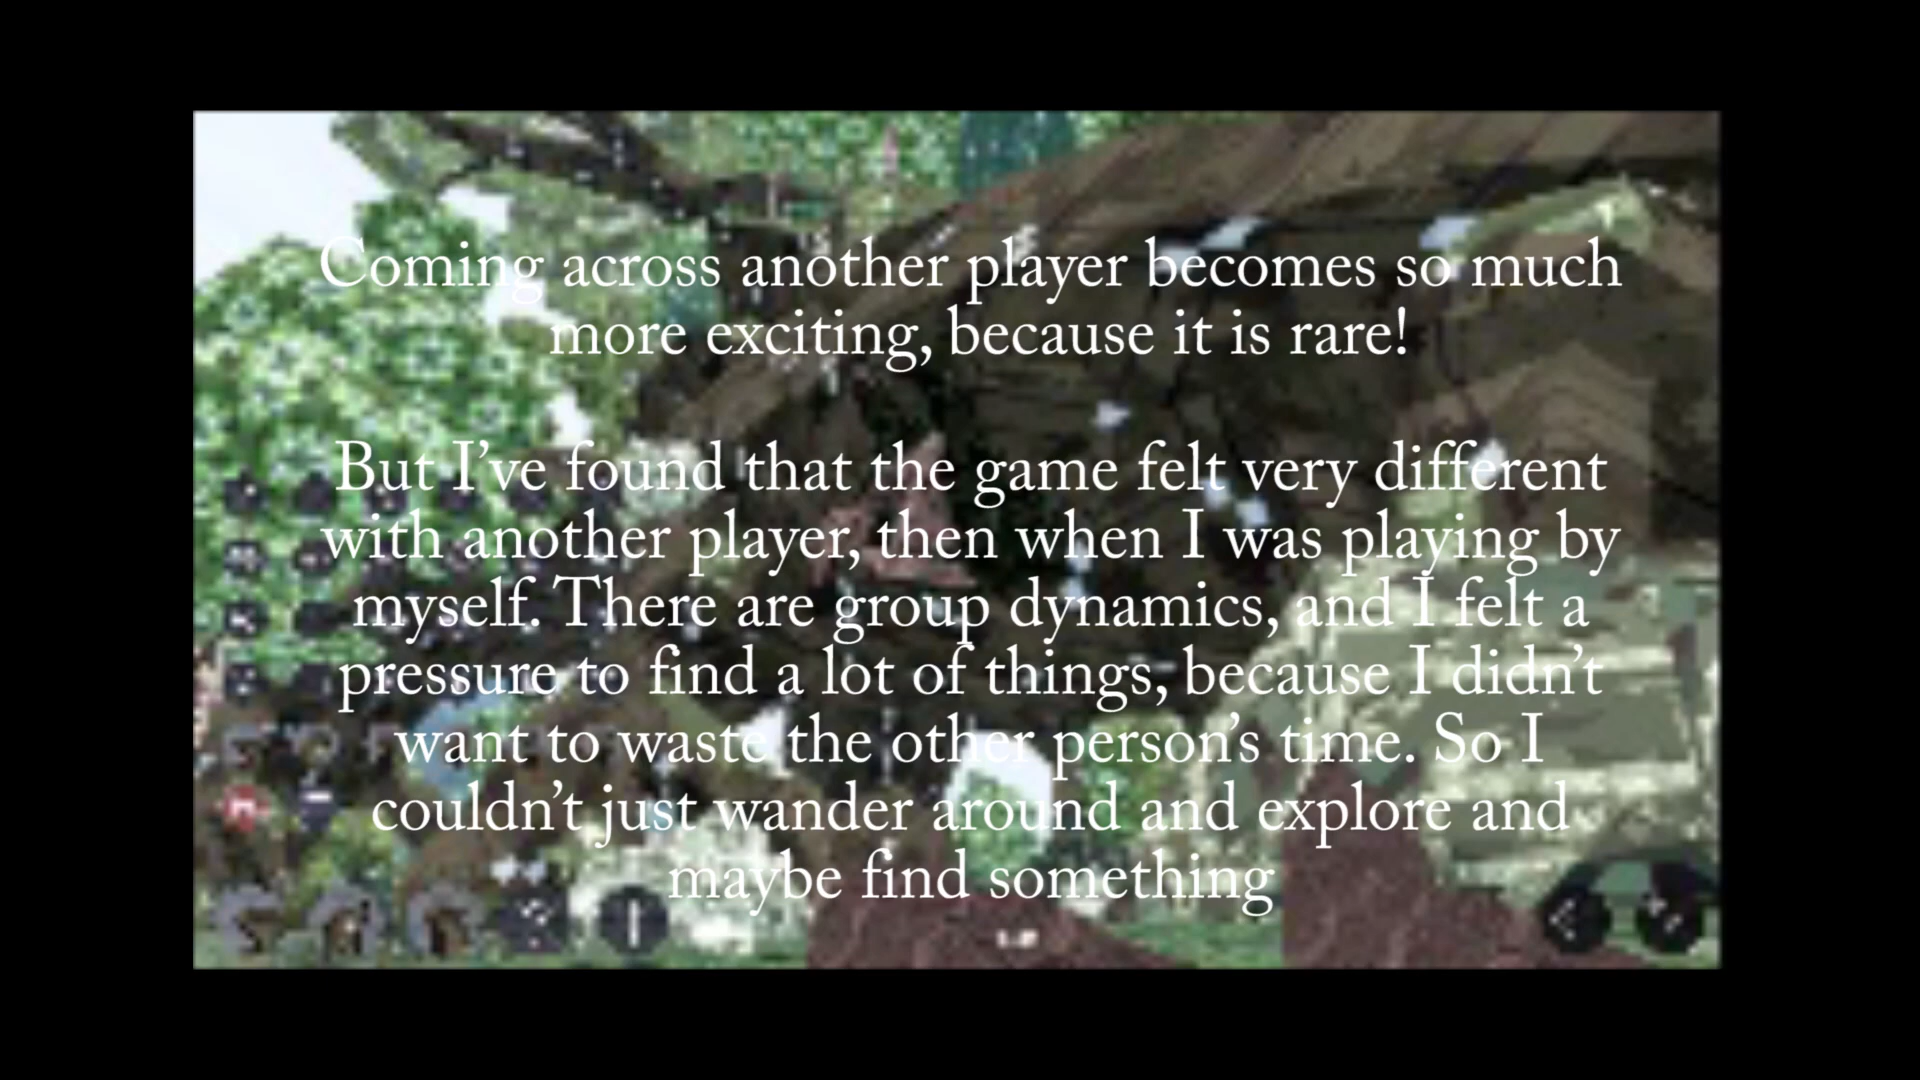 Coming across another player becomes so much
more exciting, because it is rare!
But I've found that the game felt very different
with another player, then when I was playing by
myself. There are group dynamics, and I felt a
pressure to find a lot of things, because I didn't
want to waste the other person's time. So I
couldn't just wander around and explore and
maybe find something